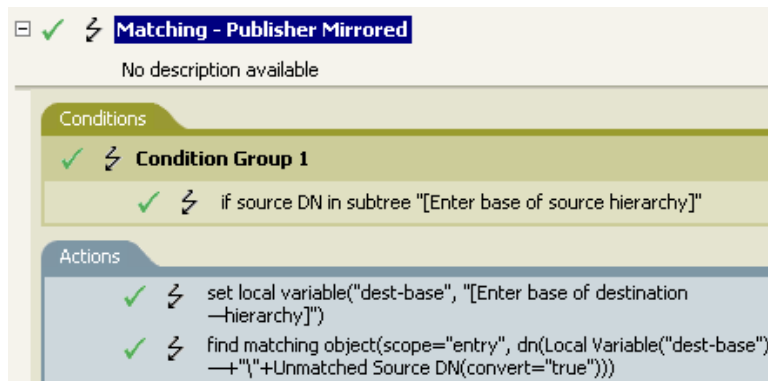 Matching - Publisher Mirrored
No description available
Conditions
Condition Group 1
if source DN in subtree "[Enter base of source hierarchy]"
Actions
set local variable("dest-base", "[Enter base of destination
—hierarchy]")
find matching object(scope="entry", dn(Local Variable("dest-base")
—+"\"+Unmatched Source DN(convert="true")))